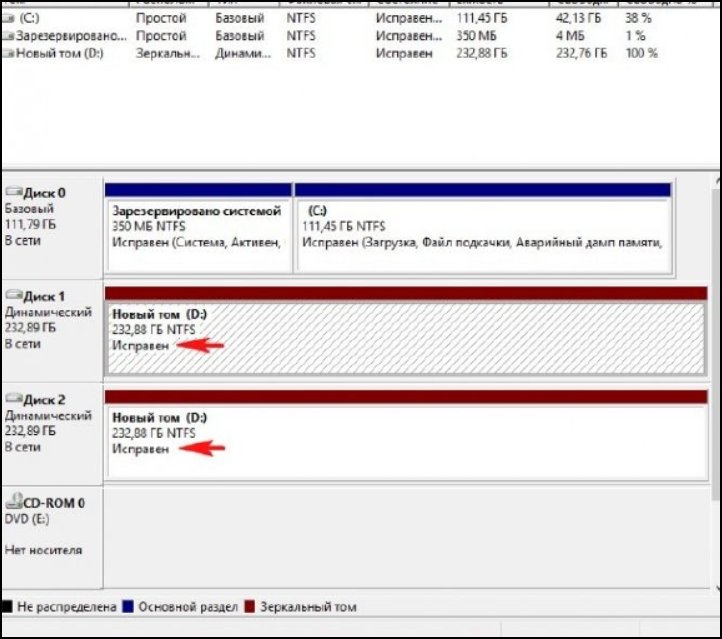 (C:) Простой Базовый NTFS Исправен... 111,45 ГБ 42,13 ГБ 38 %
Зарезервировано... Простой Базовый NTFS Исправен... 350 МБ 4 МБ 1 %
Новый том (D:) Зеркальн... Динами... NTFS Исправен 232,88 ГБ 232,76 ГБ 100 %
Диск 0
Базовый
111,79 ГБ
В сети
Зарезервировано системой
350 МБ NTFS
Исправен (Система, Активен,
(C:)
111,45 ГБ NTFS
Исправен (Загрузка, Файл подкачки, Аварийный дамп памяти,
Диск 1
Динамический
232,89 ГБ
В сети
Новый том (D:)
232,88 ГБ NTFS
Исправен
Диск 2
Динамический
232,89 ГБ
В сети
Новый том (D:)
232,88 ГБ NTFS
Исправен
CD-ROM 0
DVD (E:)
Нет носителя
Не распределена Основной раздел Зеркальный том